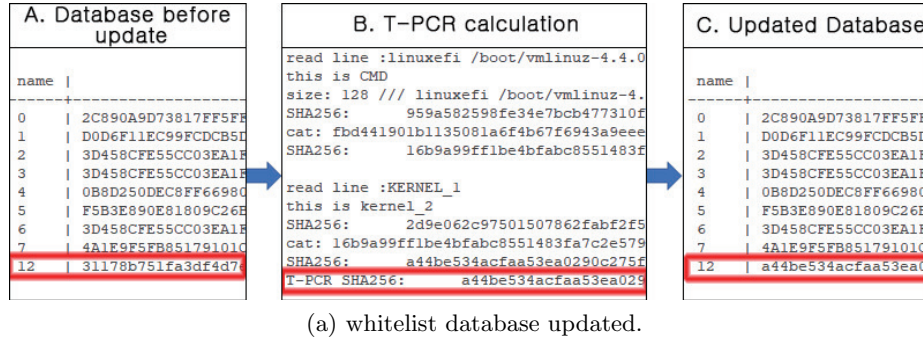 A. Database before
update
name |
0 | 2C890A9D73817FF5FF
1 | D0D6F11EC99FCDCB5D
2 | 3D458CFE55CC03EA1F
3 | 3D458CFE55CC03EA1F
4 | 0B8D250DEC8FF66980
5 | F5B3E890E81809C26E
6 | 3D458CFE55CC03EA1F
7 | 4A1E9F5FB85179101C
12 | 31178b751fa3df4d7
B. T-PCR calculation
read line :linuxefi /boot/vmlinuz-4.4.0
this is CMD
size: 128 /// linuxefi /boot/vmlinuz-4.
SHA256: 959a582598fe34e7bcb477310f
cat: fbd441901b1135081a6f4b67f6943a9eee
SHA256: 16b9a99ff1be4bfabc8551483f
read line :KERNEL_1
this is kernel_2
SHA256: 2d9e062c97501507862fabf2f5
cat: 16b9a99ff1be4bfabc8551483fa7c2e579
SHA256: a44be534acfaa53ea0290c275f
T-PCR SHA256: a44be534acfaa53ea029
C. Updated Database
name |
0 | 2C890A9D73817FF5FF
1 | D0D6F11EC99FCDCB5D
2 | 3D458CFE55CC03EA1F
3 | 3D458CFE55CC03EA1F
4 | 0B8D250DEC8FF66980
5 | F5B3E890E81809C26E
6 | 3D458CFE55CC03EA1F
7 | 4A1E9F5FB85179101C
12 | a44be534acfaa53ea0
(a) whitelist database updated.